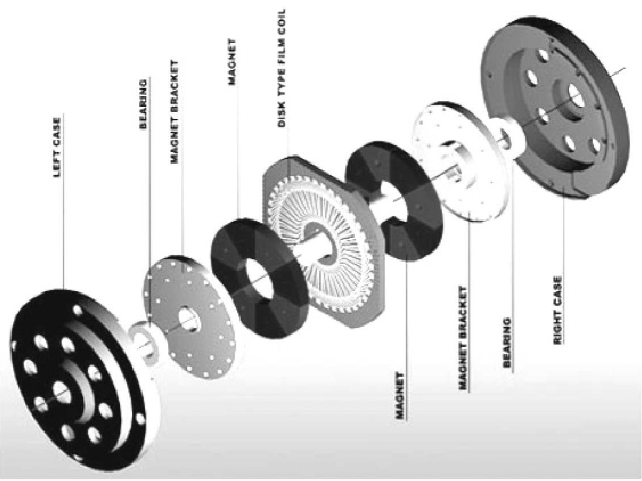 LEFT CASE
BEARING
MAGNET BRACKET
MAGNET
DISK TYPE FILM COIL
MAGNET
MAGNET BRACKET
BEARING
RIGHT CASE